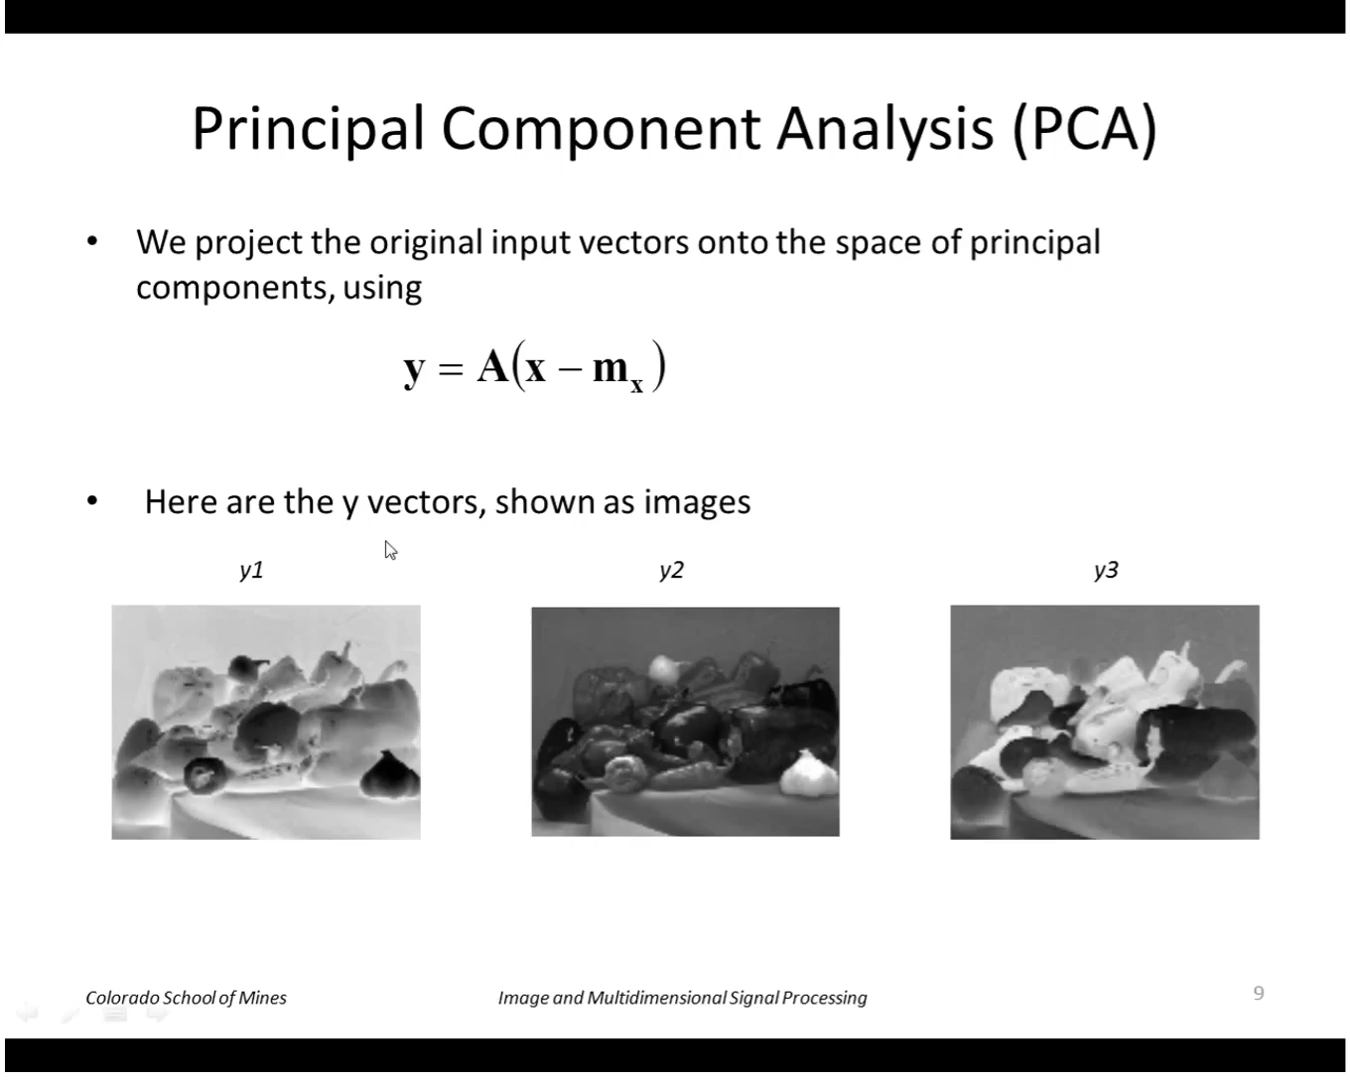 Principal Component Analysis (PCA)
• We project the original input vectors onto the space of principal
components, using
y = A(x − mₓ)
• Here are the y vectors, shown as images
y1 y2 y3
Colorado School of Mines Image and Multidimensional Signal Processing 9